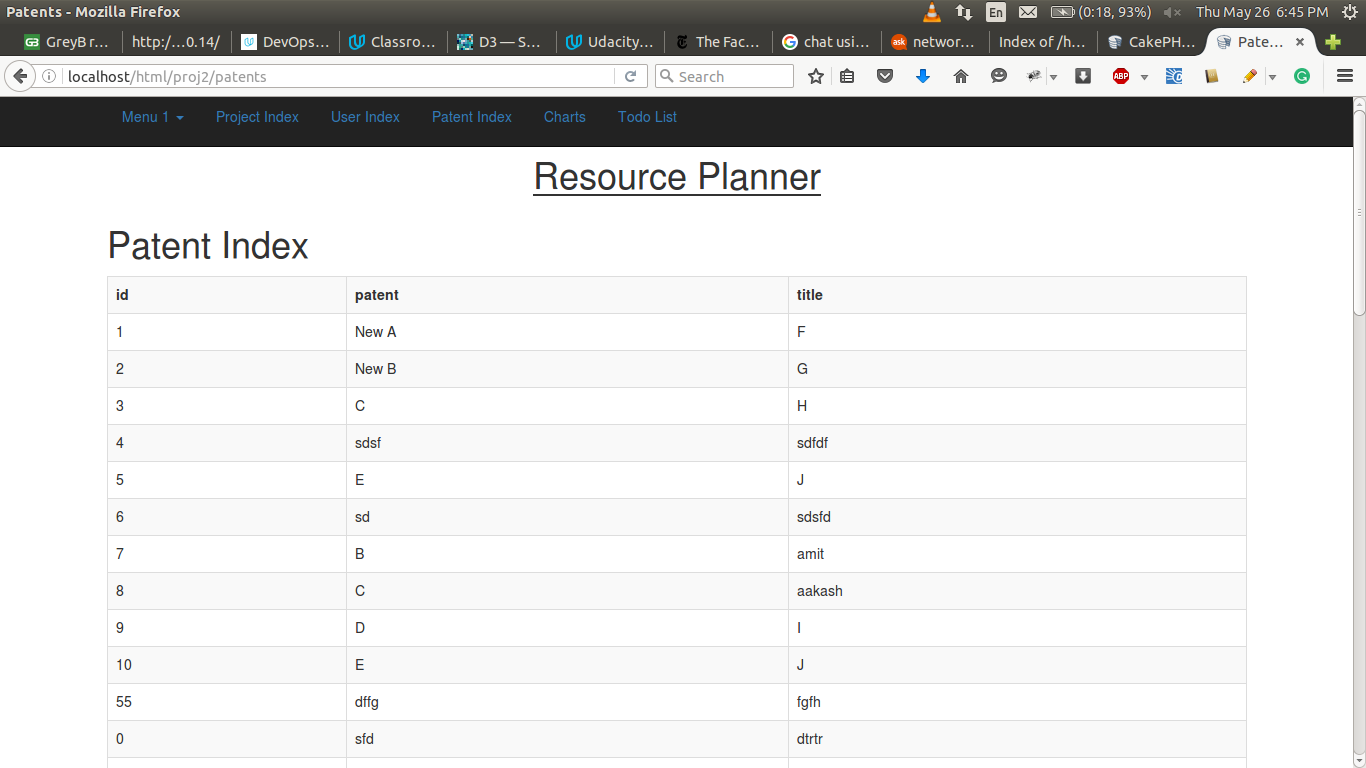 Patents - Mozilla Firefox
En
(0:18, 93%)
Thu May 26 6:45 PM
GreyB r...
http:/...0.14/
DevOps...
Classro...
D3 — S...
Udacity...
The Fac...
chat usi...
networ...
Index of /h...
CakePH...
Pate...
localhost/html/proj2/patents
Search
ABP
Menu 1
Project Index
User Index
Patent Index
Charts
Todo List
Resource Planner
Patent Index
id patent title
1 New A F
2 New B G
3 C H
4 sdsf sdfdf
5 E J
6 sd sdsfd
7 B amit
8 C aakash
9 D I
10 E J
55 dffg fgfh
0 sfd dtrtr